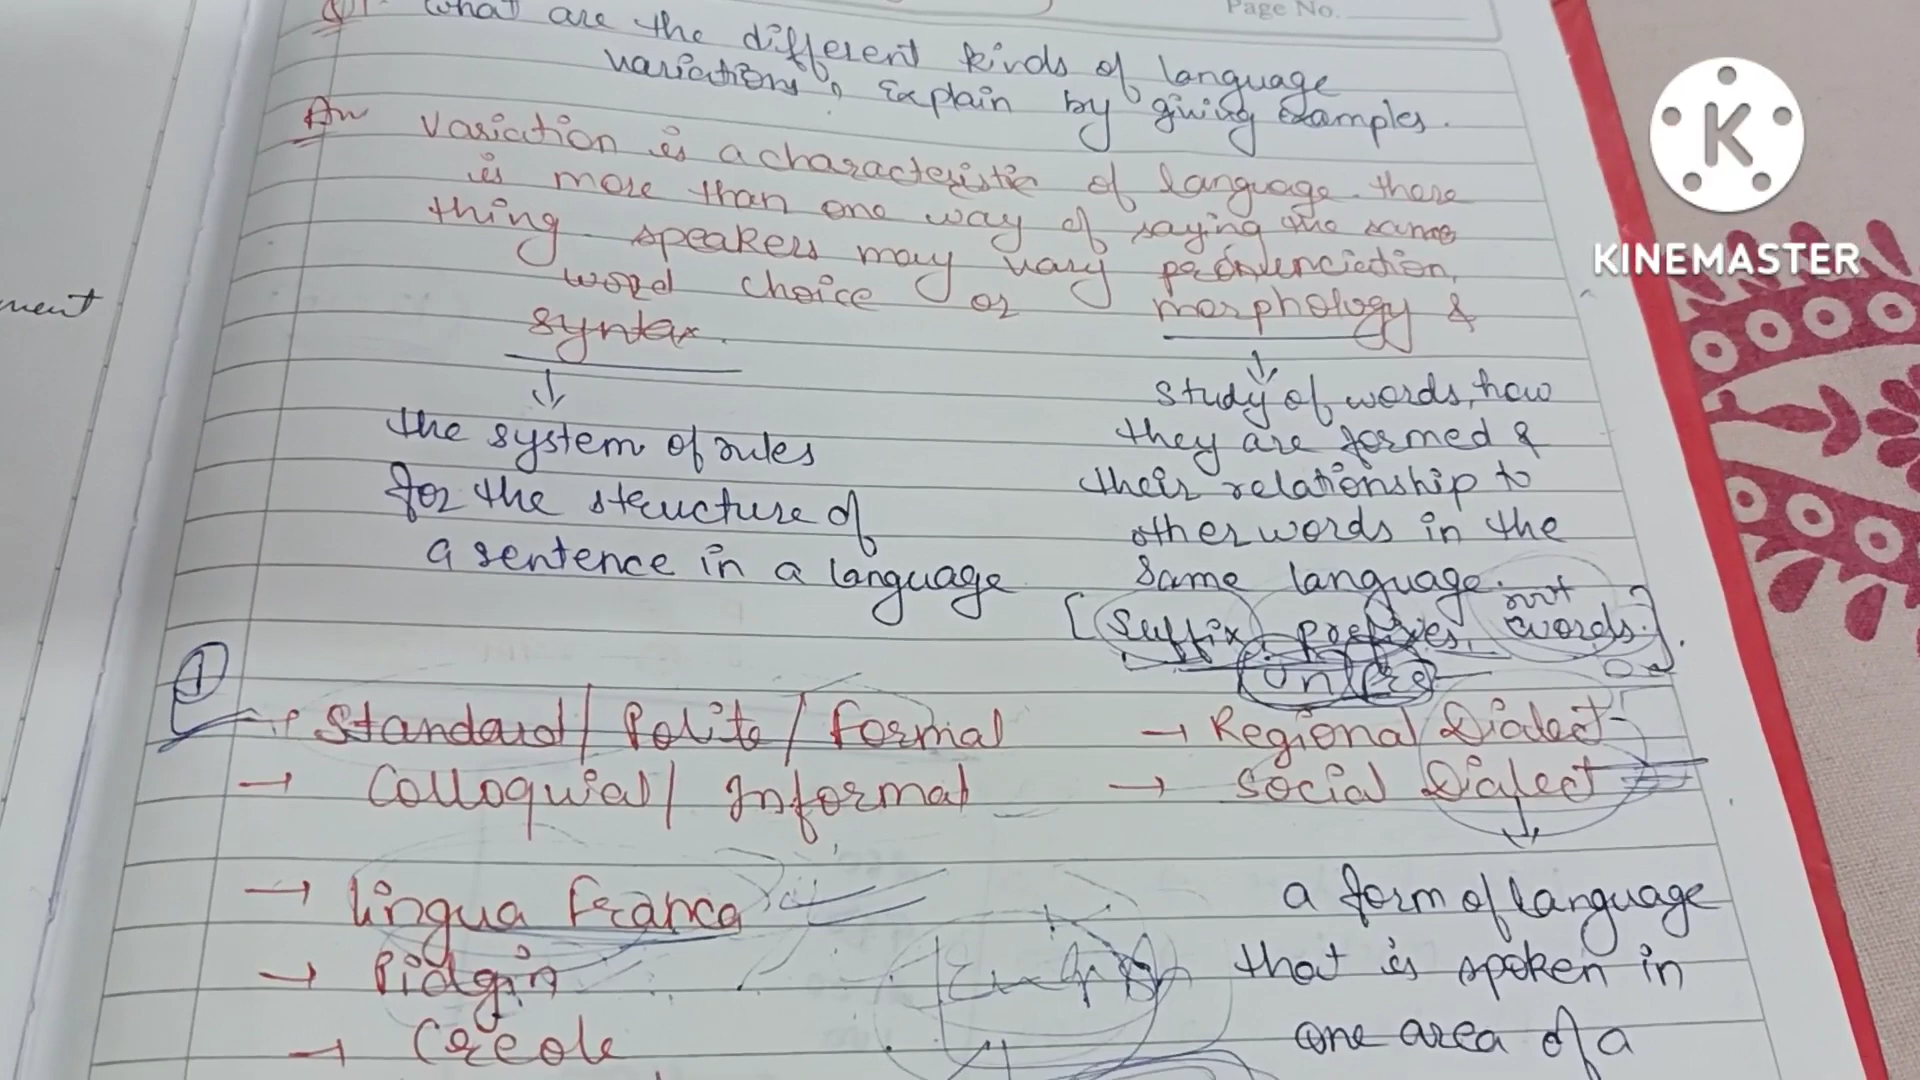 Page No.
Q1. What are the different kinds of language
variations, Explain by giving Examples.
An Variation is a characteristic of language. there
is more than one way of saying the same
thing. speakers may vary pronunciation,
word choice or morphology &
syntax.
the system of rules
for the structure of
a sentence in a language
study of words, how
they are formed &
their relationship to
other words in the
same language.
[Suffix, prefixes, root words.]
Un
1
→ Standard / Polite / Formal
→ Colloquial / Informal
→ Regional Dialect
→ Social Dialect
→ lingua franca
→ Pidgin
→ Creole
a form of language
that is spoken in
one area of a
ment
K
KINEMASTER